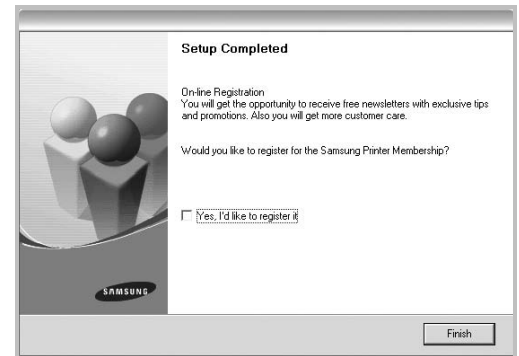 Setup Completed
On-line Registration
You will get the opportunity to receive free newsletters with exclusive tips
and promotions. Also you will get more customer care.
Would you like to register for the Samsung Printer Membership?
Yes, I'd like to register it
SAMSUNG
Finish